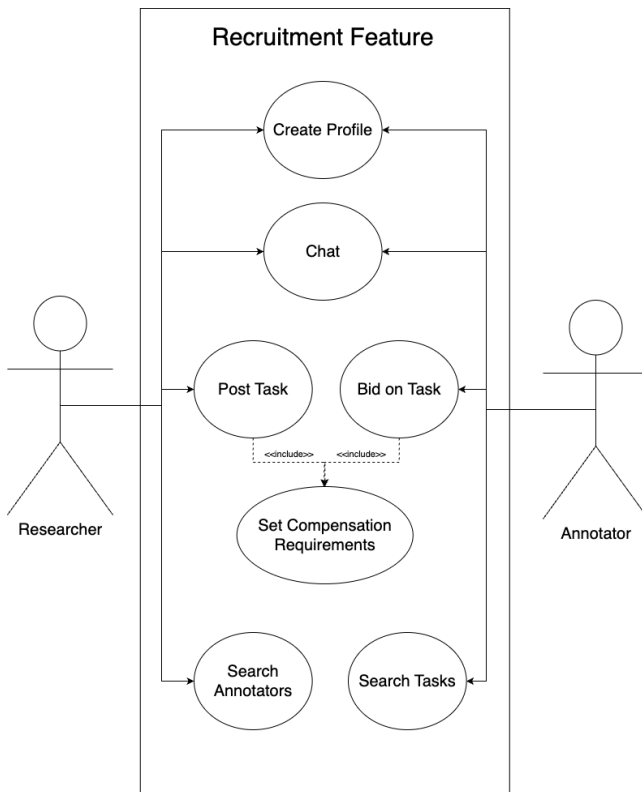 Recruitment Feature
Create Profile
Chat
Post Task
Bid on Task
<<include>>
<<include>>
Set Compensation
Requirements
Researcher
Annotator
Search
Annotators
Search Tasks